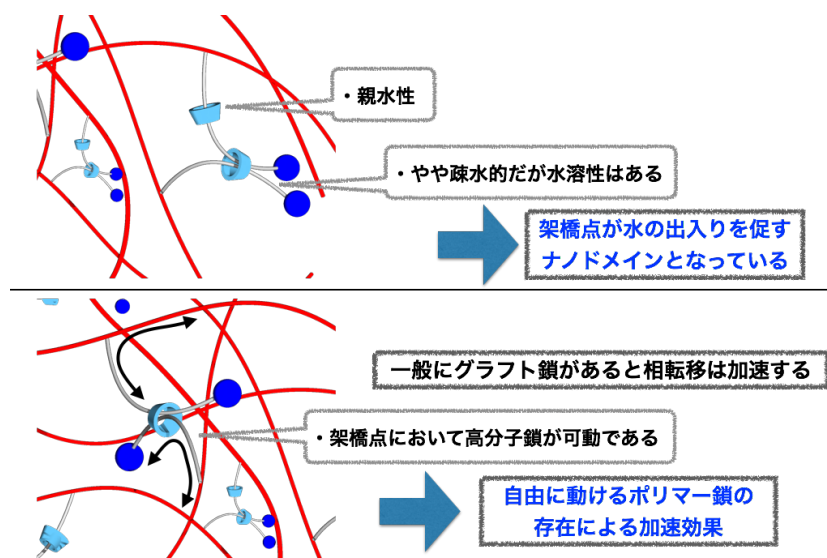 ・親水性
・やや疎水的だが水溶性はある
架橋点が水の出入りを促す
ナノドメインとなっている
一般にグラフト鎖があると相転移は加速する
・架橋点において高分子鎖が可動である
自由に動けるポリマー鎖の
存在による加速効果